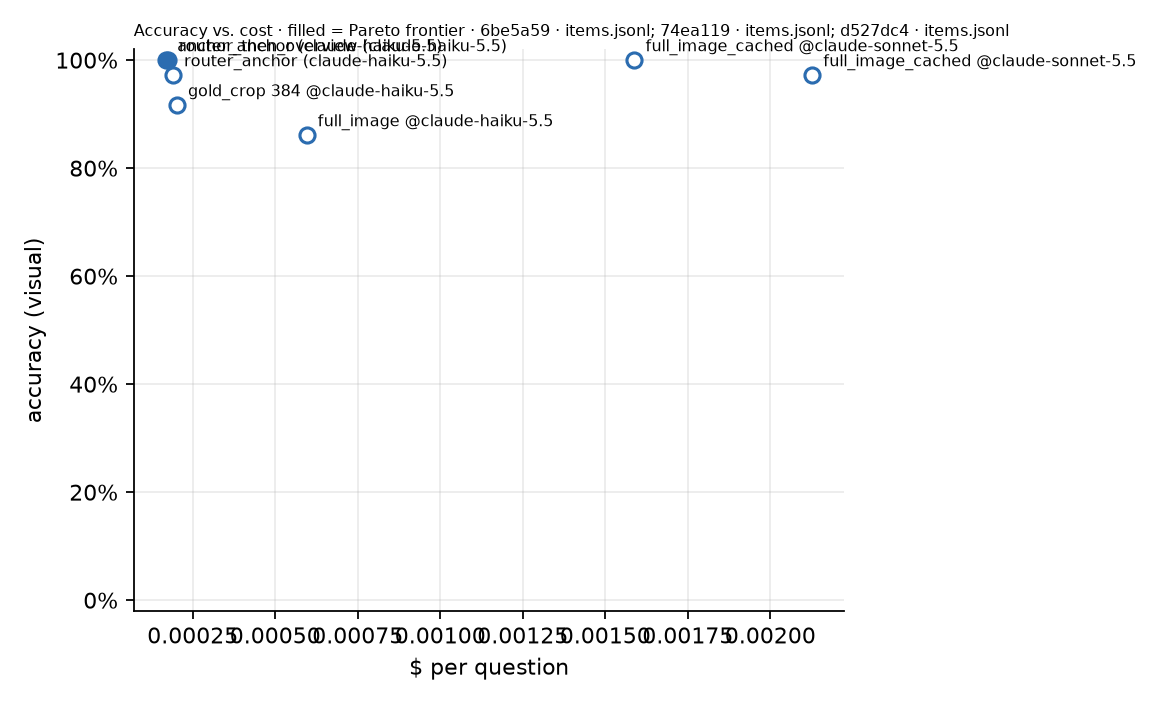 Accuracy vs. cost · filled = Pareto frontier · 6be5a59 · items.jsonl; 74ea119 · items.jsonl; d527dc4 · items.jsonl
full_image_cached @claude-sonnet-5.5
router_anchor (claude-haiku-5.5)
full_image_cached @claude-sonnet-5.5
gold_crop 384 @claude-haiku-5.5
full_image @claude-haiku-5.5
100%
80%
60%
40%
20%
0%
accuracy (visual)
0.00025 0.00050 0.00075 0.00100 0.00125 0.00150 0.00175 0.00200
$ per question